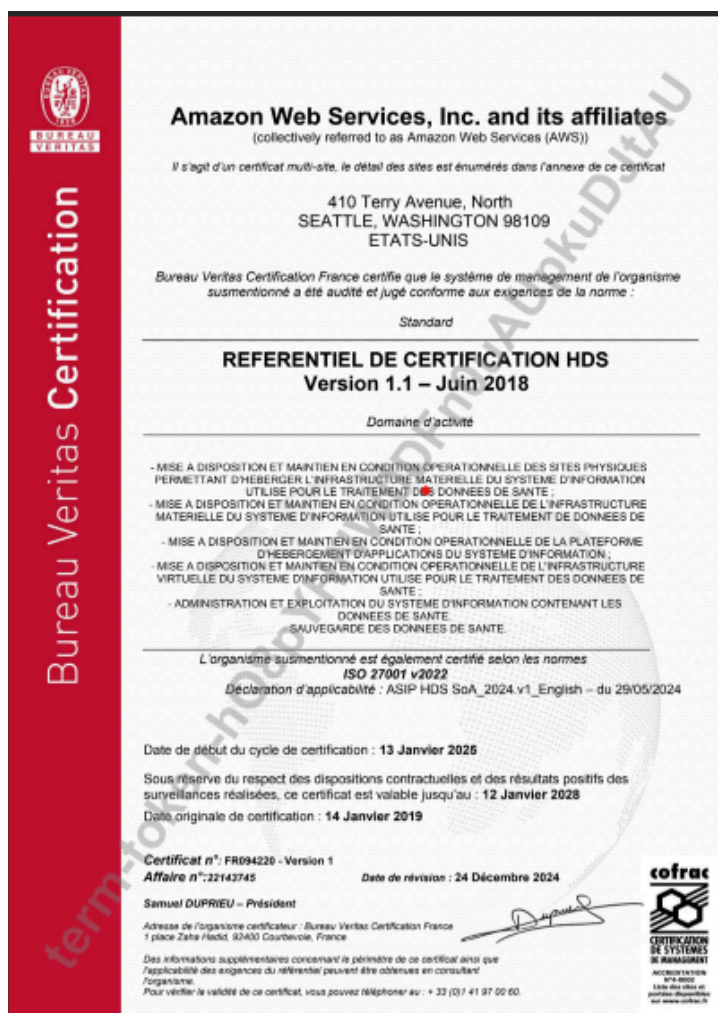 BUREAU
VERITAS
Bureau Veritas Certification
Amazon Web Services, Inc. and its affiliates
(collectively referred to as Amazon Web Services (AWS))
Il s'agit d'un certificat multi-site, le détail des sites est énumérés dans l'annexe de ce certificat
410 Terry Avenue, North
SEATTLE, WASHINGTON 98109
ETATS-UNIS
Bureau Veritas Certification France certifie que le système de management de l'organisme
susmentionné a été audité et jugé conforme aux exigences de la norme :
Standard
REFERENTIEL DE CERTIFICATION HDS
Version 1.1 – Juin 2018
Domaine d'activité
- MISE A DISPOSITION ET MAINTIEN EN CONDITION OPERATIONNELLE DES SITES PHYSIQUES
PERMETTANT D'HEBERGER L'INFRASTRUCTURE MATERIELLE DU SYSTEME D'INFORMATION
UTILISE POUR LE TRAITEMENT DES DONNEES DE SANTE ;
- MISE A DISPOSITION ET MAINTIEN EN CONDITION OPERATIONNELLE DE L'INFRASTRUCTURE
MATERIELLE DU SYSTEME D'INFORMATION UTILISE POUR LE TRAITEMENT DE DONNEES DE
SANTE ;
- MISE A DISPOSITION ET MAINTIEN EN CONDITION OPERATIONNELLE DE LA PLATEFORME
D'HEBERGEMENT D'APPLICATIONS DU SYSTEME D'INFORMATION ;
- MISE A DISPOSITION ET MAINTIEN EN CONDITION OPERATIONNELLE DE L'INFRASTRUCTURE
VIRTUELLE DU SYSTEME D'INFORMATION UTILISE POUR LE TRAITEMENT DES DONNEES DE
SANTE ;
- ADMINISTRATION ET EXPLOITATION DU SYSTEME D'INFORMATION CONTENANT LES
DONNEES DE SANTE.
SAUVEGARDE DES DONNEES DE SANTE.
L'organisme susmentionné est également certifié selon les normes
ISO 27001 v2022
Déclaration d'applicabilité : ASIP HDS SoA_2024.v1_English – du 29/05/2024
Date de début du cycle de certification : 13 Janvier 2025
Sous réserve du respect des dispositions contractuelles et des résultats positifs des
surveillances réalisées, ce certificat est valable jusqu'au : 12 Janvier 2028
Date originale de certification : 14 Janvier 2019
Certificat n°: FR094220 - Version 1
Affaire n°:22143745 Date de révision : 24 Décembre 2024
Samuel DUPRIEU – Président
Adresse de l'organisme certificateur : Bureau Veritas Certification France
1 place Zaha Hadid, 92400 Courbevoie, France
Des informations supplémentaires concernant le périmètre de ce certificat ainsi que
l'applicabilité des exigences du référentiel peuvent être obtenues en consultant
l'organisme.
Pour vérifier la validité de ce certificat, vous pouvez téléphoner au : + 33 (0)1 41 97 00 60.
cofrac
CERTIFICATION
DE SYSTEMES
DE MANAGEMENT
ACCREDITATION
N°4-0002
Liste des sites et
portées disponibles
sur www.cofrac.fr